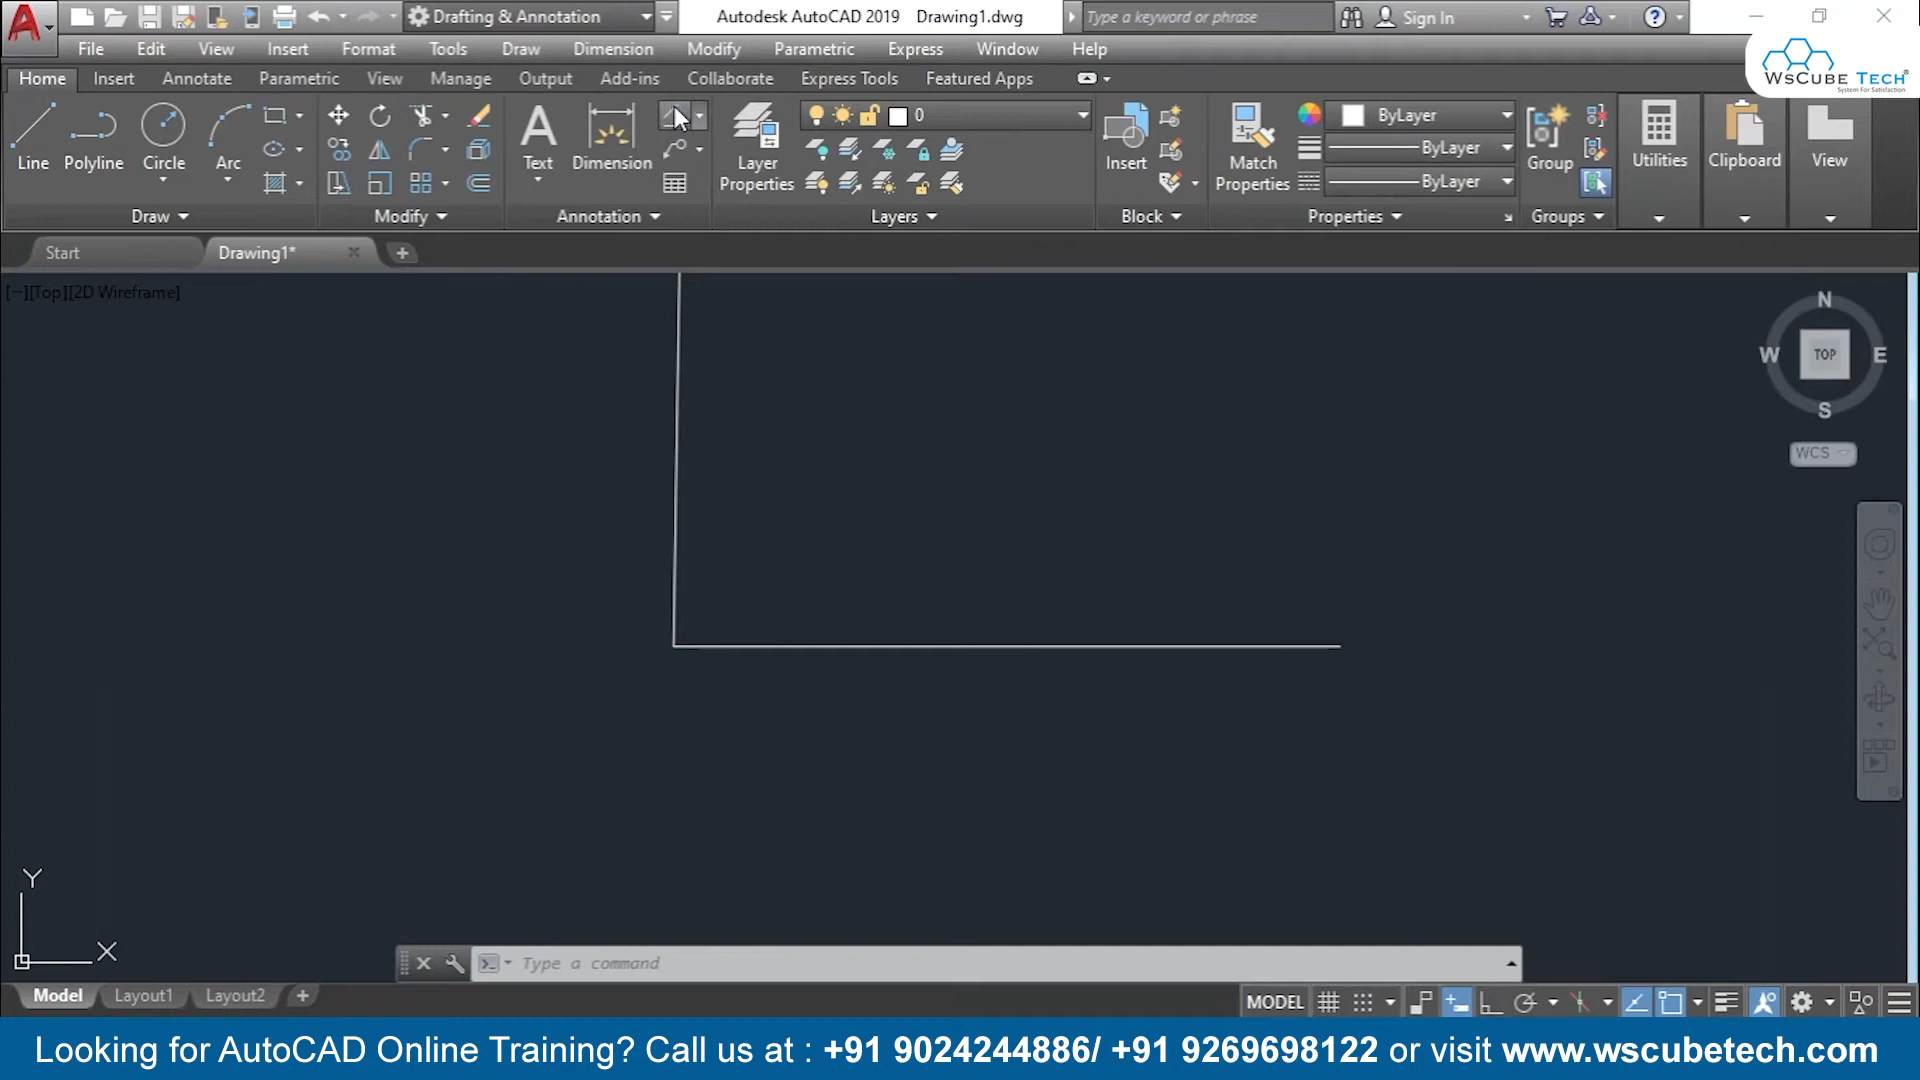 Drafting & Annotation
Autodesk AutoCAD 2019 Drawing1.dwg
Type a keyword or phrase
Sign In
File Edit View Insert Format Tools Draw Dimension Modify Parametric Express Window Help
WsCube Tech®
System For Satisfaction
Home Insert Annotate Parametric View Manage Output Add-ins Collaborate Express Tools Featured Apps
0
ByLayer
ByLayer
ByLayer
Line Polyline Circle Arc
Text Dimension
Layer Properties
Insert
Match Properties
Group
Utilities
Clipboard
View
Draw Modify Annotation Layers Block Properties Groups
Start Drawing1*
[−][Top][2D Wireframe]
N
W TOP E
S
WCS
Y
X
Type a command
Model Layout1 Layout2
MODEL
Looking for AutoCAD Online Training? Call us at : +91 9024244886/ +91 9269698122 or visit www.wscubetech.com